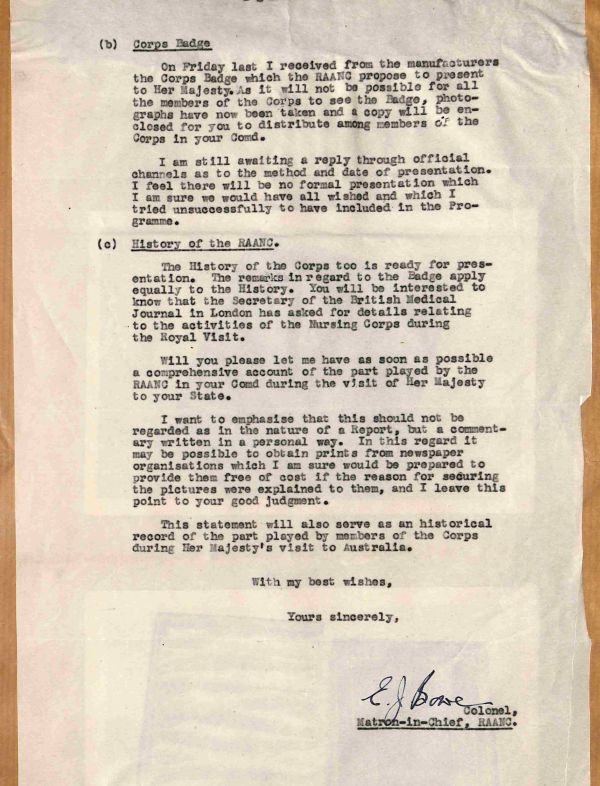 (b) Corps Badge
On Friday last I received from the manufacturers
the Corps Badge which the RAANC propose to present
to Her Majesty. As it will not be possible for all
the members of the Corps to see the Badge, photo-
graphs have now been taken and a copy will be en-
closed for you to distribute among members of the
Corps in your Comd.
I am still awaiting a reply through official
channels as to the method and date of presentation.
I feel there will be no formal presentation which
I am sure we would have all wished and which I
tried unsuccessfully to have included in the Pro-
gramme.
(c) History of the RAANC.
The History of the Corps too is ready for pres-
entation. The remarks in regard to the Badge apply
equally to the History. You will be interested to
know that the Secretary of the British Medical
Journal in London has asked for details relating
to the activities of the Nursing Corps during
the Royal Visit.
Will you please let me have as soon as possible
a comprehensive account of the part played by the
RAANC in your Comd during the visit of Her Majesty
to your State.
I want to emphasise that this should not be
regarded as in the nature of a Report, but a comment-
ary written in a personal way. In this regard it
may be possible to obtain prints from newspaper
organisations which I am sure would be prepared to
provide them free of cost if the reason for securing
the pictures were explained to them, and I leave this
point to your good judgment.
This statement will also serve as an historical
record of the part played by members of the Corps
during Her Majesty's visit to Australia.
With my best wishes,
Yours sincerely,
E. J. Bowe
Colonel,
Matron-in-Chief, RAANC.